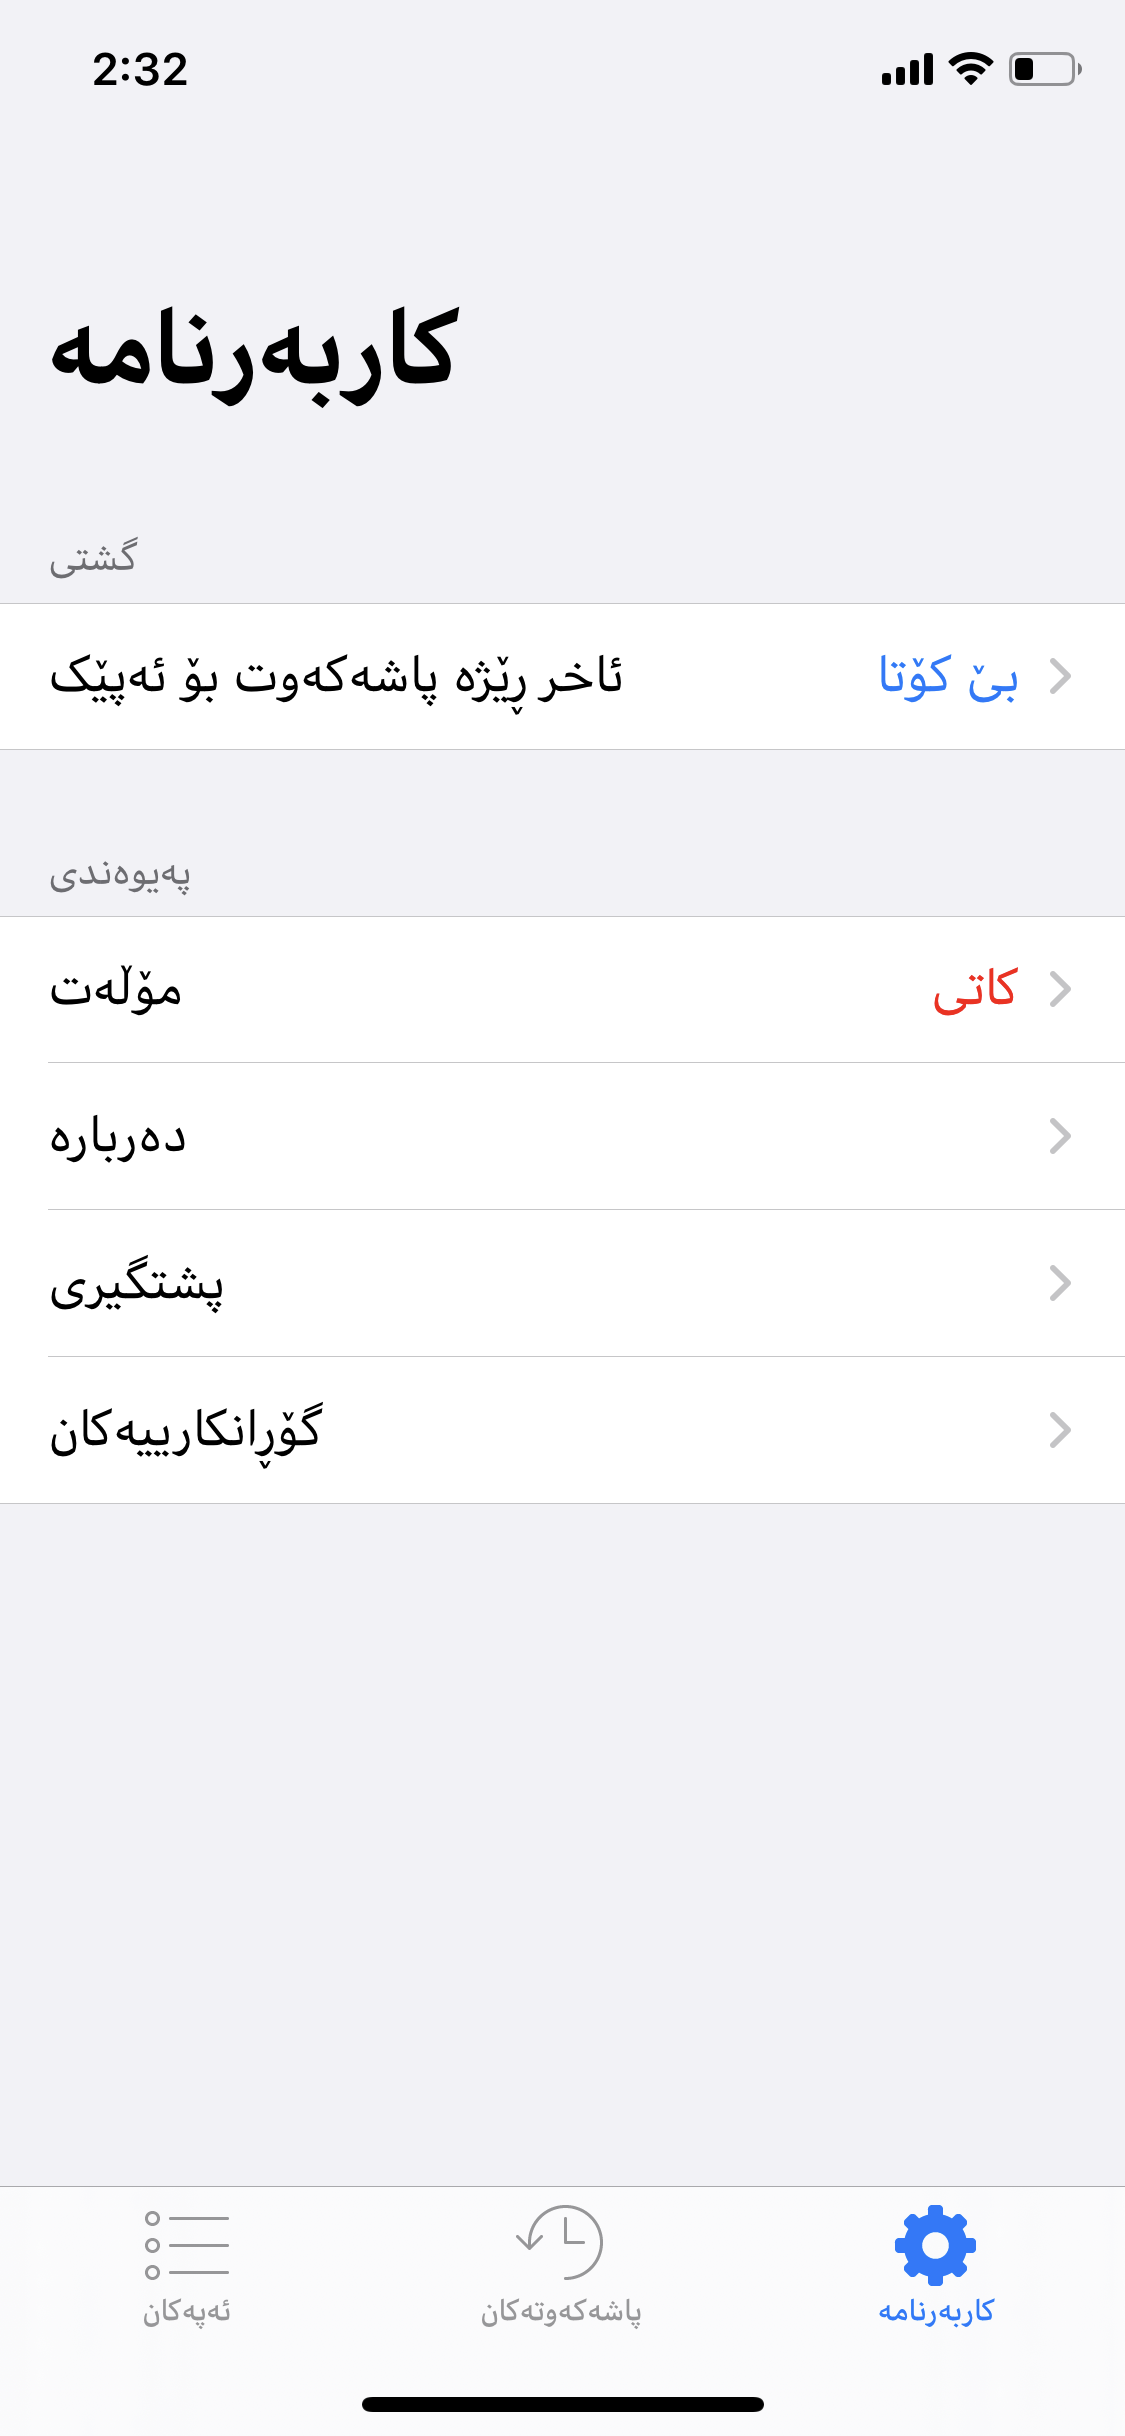 2:32
کاربەرنامە
گشتی
ئاخر ڕێژە پاشەکەوت بۆ ئەپێک
بێ کۆتا
پەیوەندی
مۆڵەت
کاتی
دەربارە
پشتگیری
گۆڕانکارییەکان
ئەپەکان
پاشەکەوتەکان
کاربەرنامە